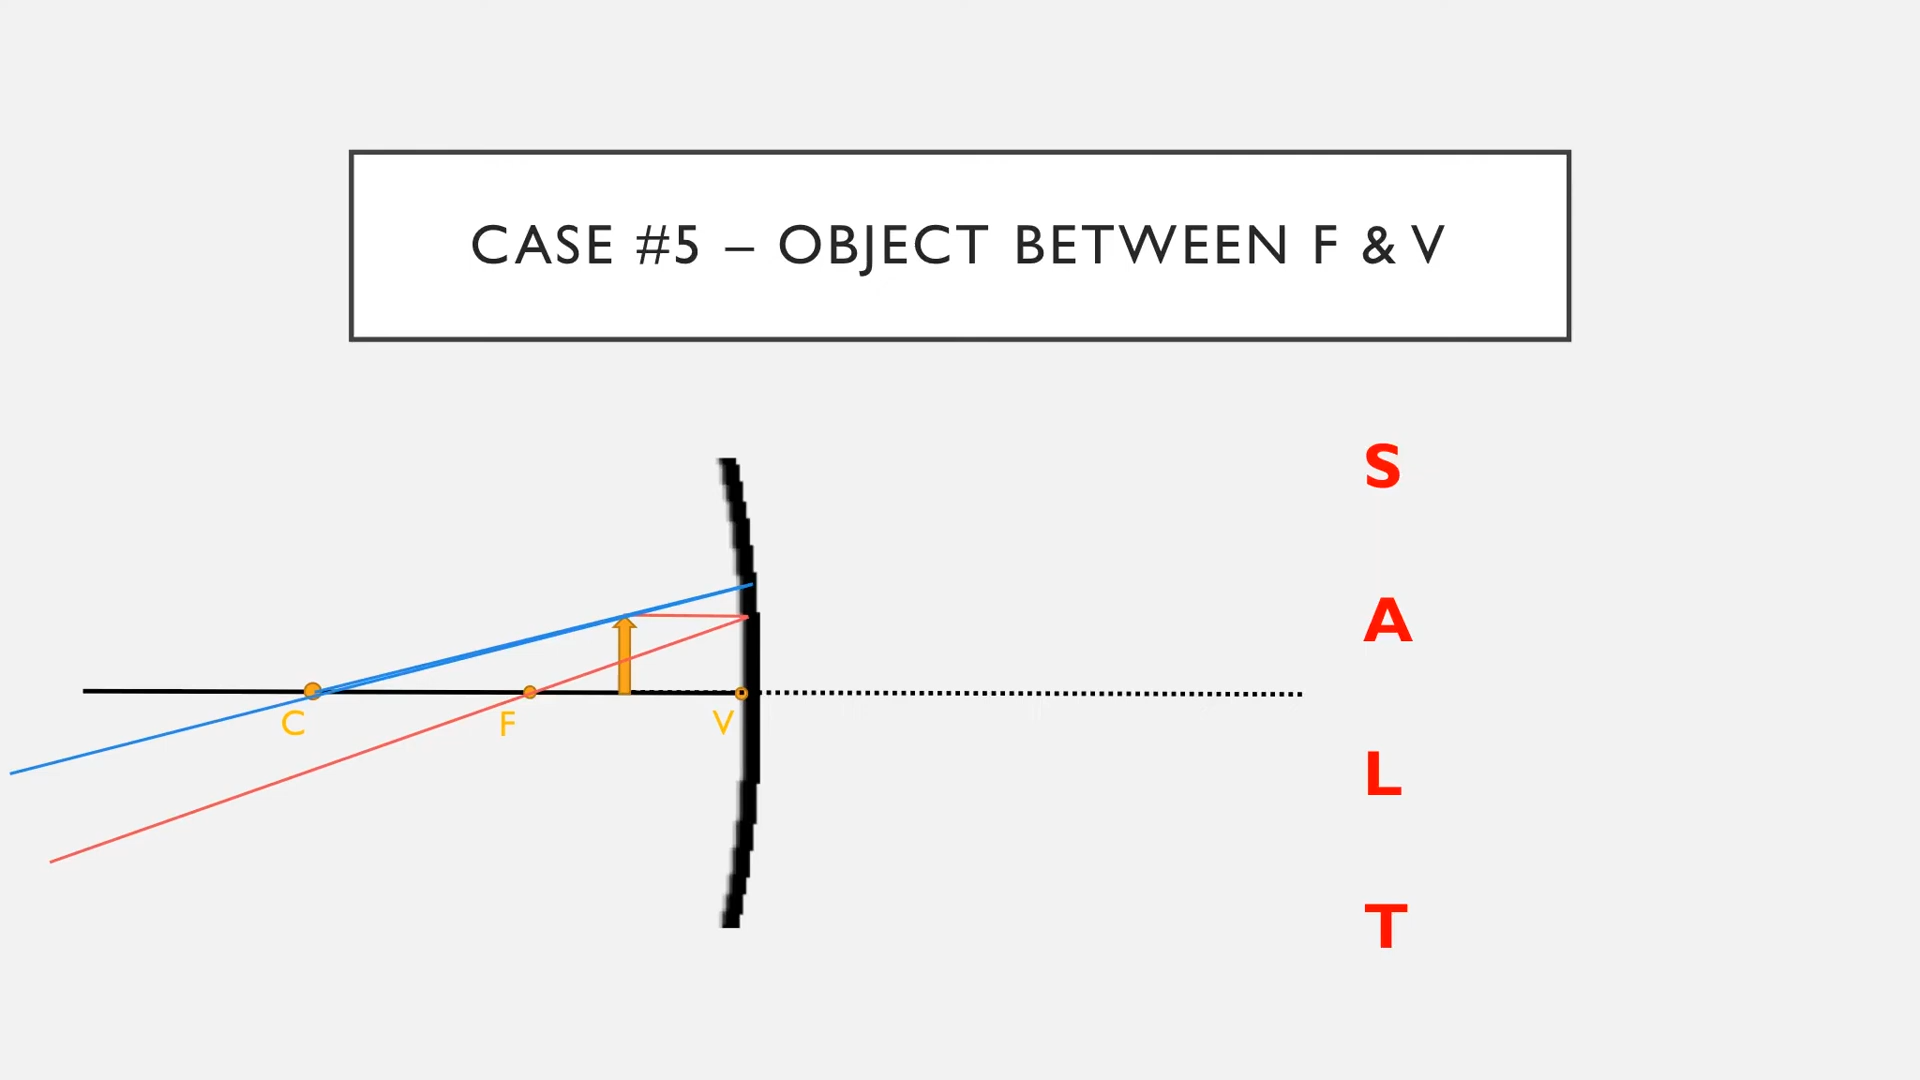 CASE #5 – OBJECT BETWEEN F & V
S
A
C
F
V
L
T